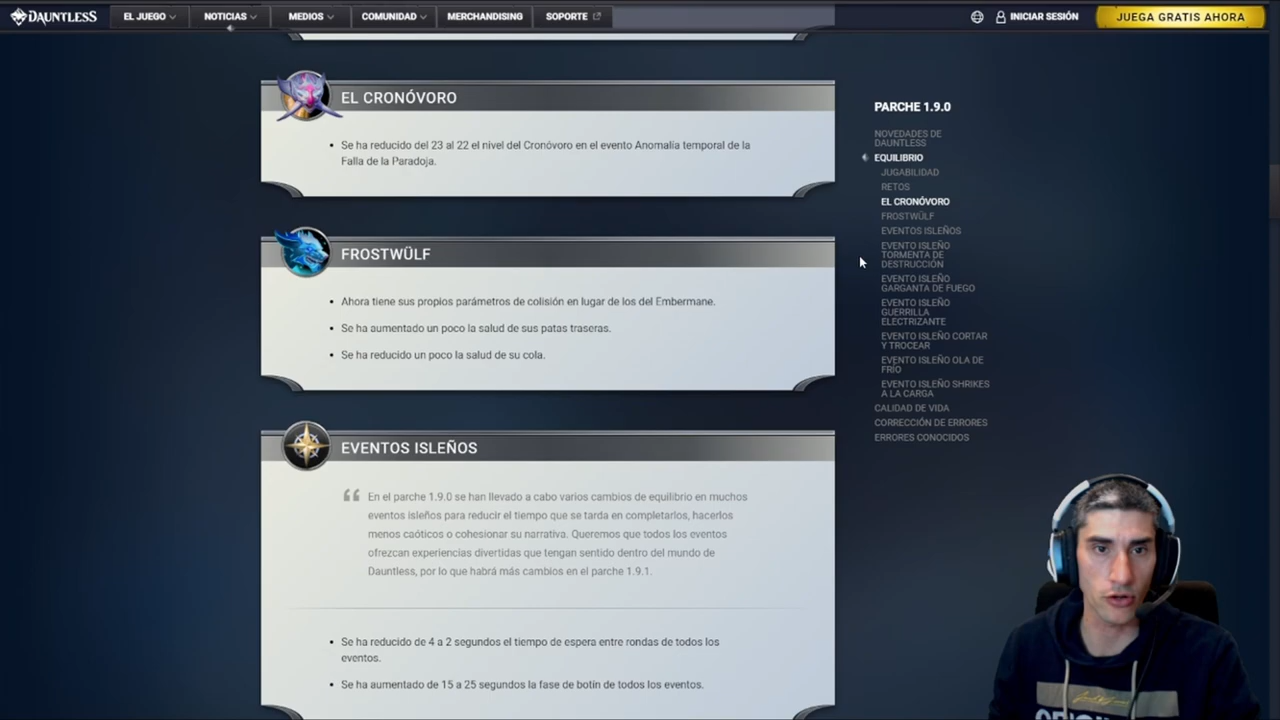 DAUNTLESS
EL JUEGO
NOTICIAS
MEDIOS
COMUNIDAD
MERCHANDISING
SOPORTE
INICIAR SESIÓN
JUEGA GRATIS AHORA
EL CRONÓVORO
• Se ha reducido del 23 al 22 el nivel del Cronóvoro en el evento Anomalía temporal de la
Falla de la Paradoja.
FROSTWÜLF
• Ahora tiene sus propios parámetros de colisión en lugar de los del Embermane.
• Se ha aumentado un poco la salud de sus patas traseras.
• Se ha reducido un poco la salud de su cola.
EVENTOS ISLEÑOS
“ En el parche 1.9.0 se han llevado a cabo varios cambios de equilibrio en muchos
eventos isleños para reducir el tiempo que se tarda en completarlos, hacerlos
menos caóticos o cohesionar su narrativa. Queremos que todos los eventos
ofrezcan experiencias divertidas que tengan sentido dentro del mundo de
Dauntless, por lo que habrá más cambios en el parche 1.9.1.
• Se ha reducido de 4 a 2 segundos el tiempo de espera entre rondas de todos los
eventos.
• Se ha aumentado de 15 a 25 segundos la fase de botín de todos los eventos.
PARCHE 1.9.0
NOVEDADES DE
DAUNTLESS
EQUILIBRIO
JUGABILIDAD
RETOS
EL CRONÓVORO
FROSTWÜLF
EVENTOS ISLEÑOS
EVENTO ISLEÑO
TORMENTA DE
DESTRUCCIÓN
EVENTO ISLEÑO
GARGANTA DE FUEGO
EVENTO ISLEÑO
GUERRILLA
ELECTRIZANTE
EVENTO ISLEÑO CORTAR
Y TROCEAR
EVENTO ISLEÑO OLA DE
FRÍO
EVENTO ISLEÑO SHRIKES
A LA CARGA
CALIDAD DE VIDA
CORRECCIÓN DE ERRORES
ERRORES CONOCIDOS